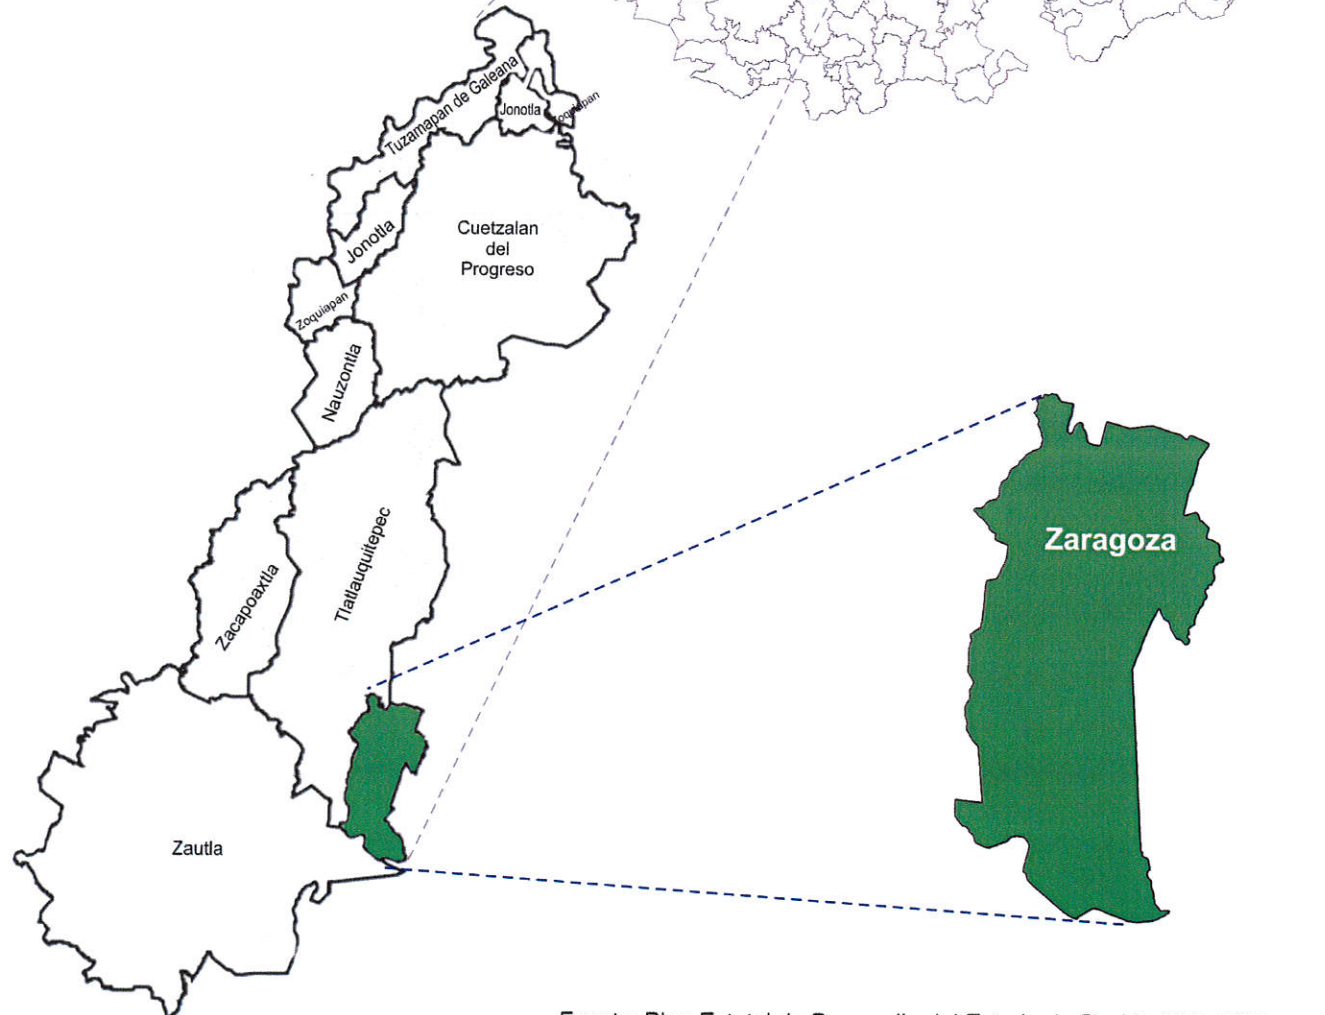 Tuzamapan de Galeana
Jonotla
Cuetzalan
del
Progreso
Jonotla
Zoquiapan
Nauzontla
Tlatlauquitepec
Zacapoaxtla
Zaragoza
Zautla